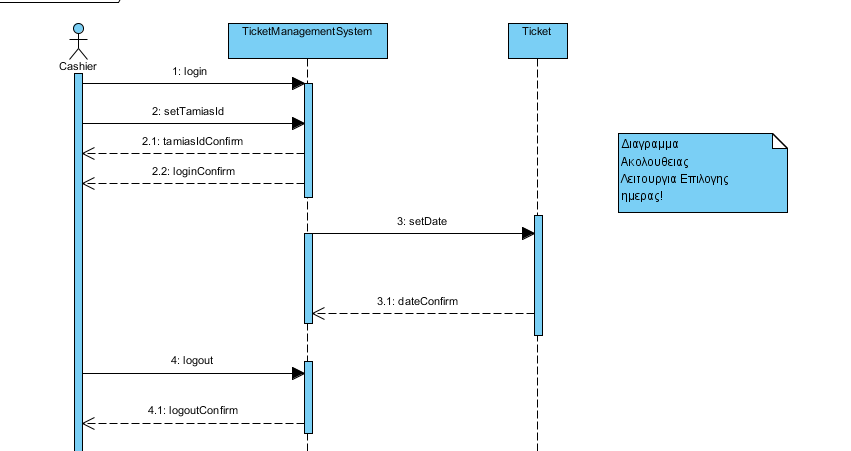 TicketManagementSystem
Ticket
Cashier
1: login
2: setTamiasId
2.1: tamiasIdConfirm
2.2: loginConfirm
3: setDate
3.1: dateConfirm
4: logout
4.1: logoutConfirm
Διαγραμμα
Ακολουθειας
Λειτουργια Επιλογης
ημερας!